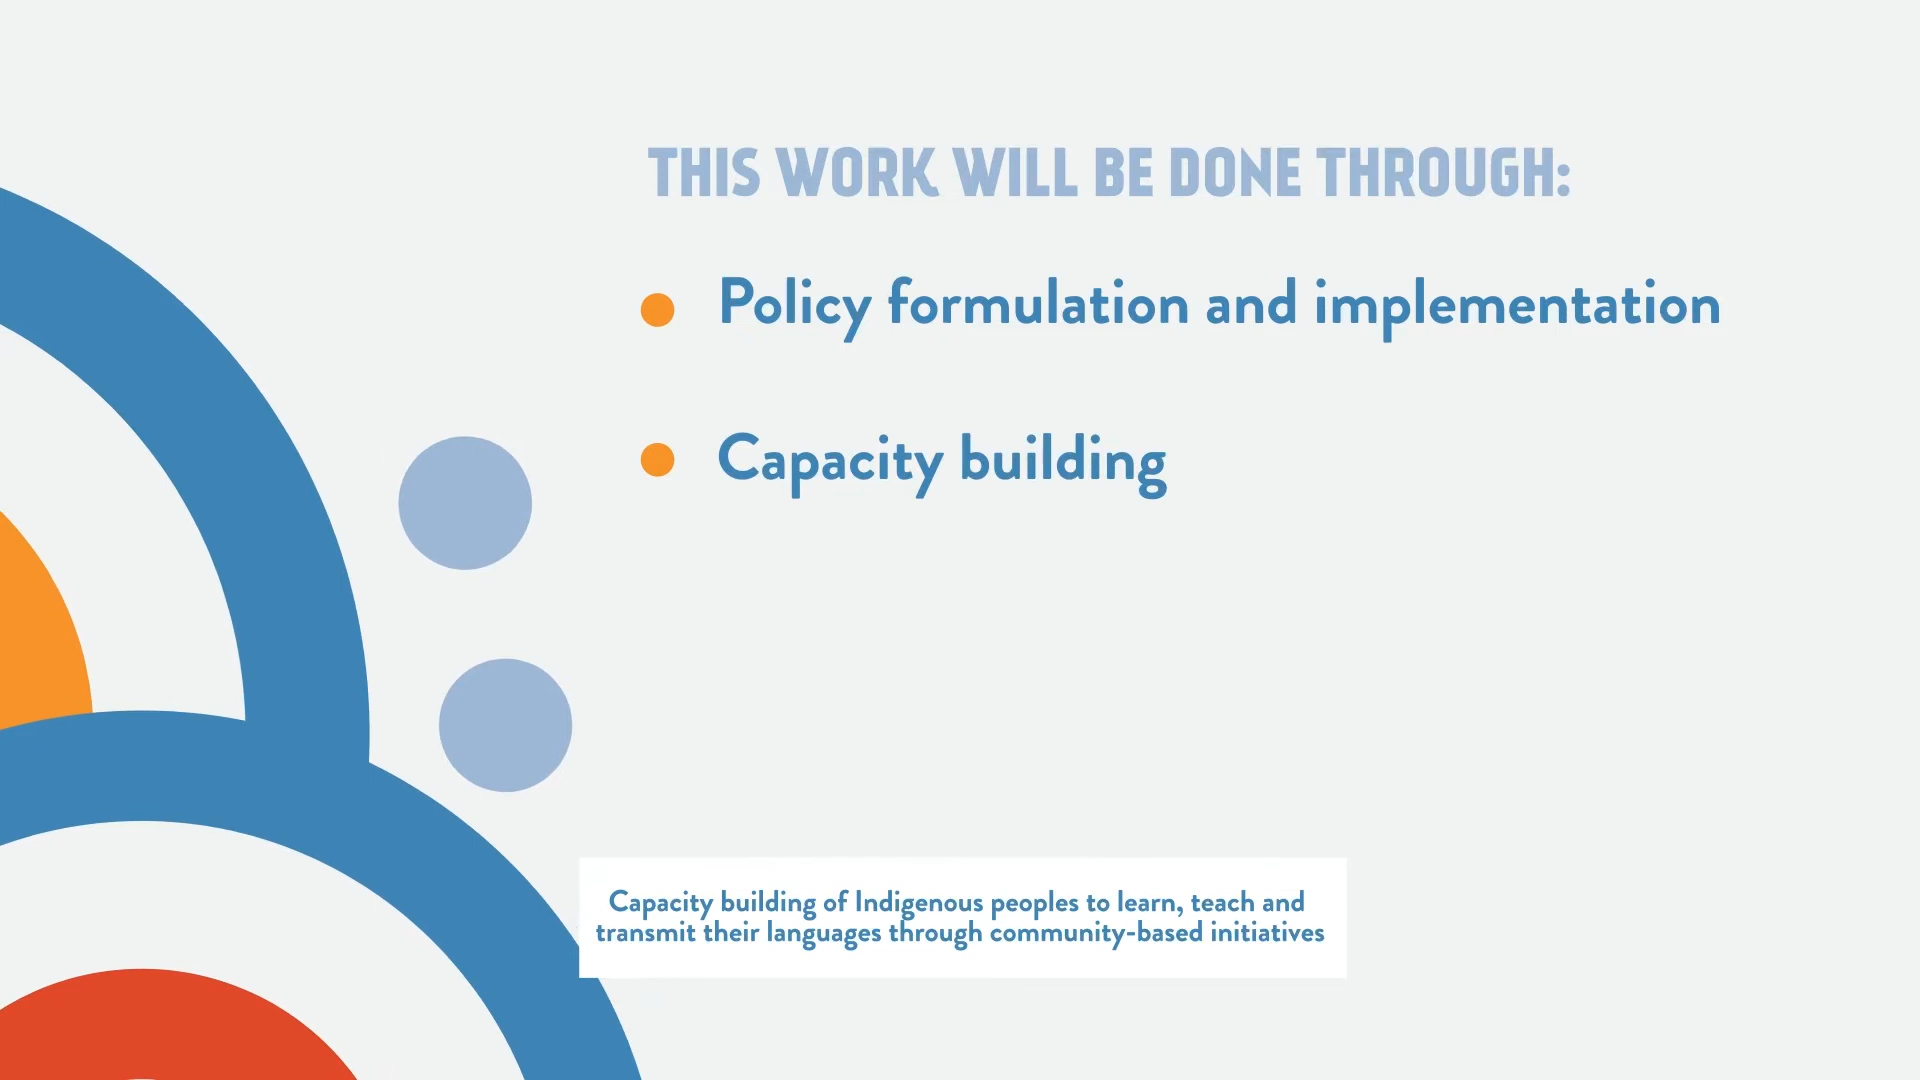 THIS WORK WILL BE DONE THROUGH:
Policy formulation and implementation
Capacity building
Capacity building of Indigenous peoples to learn, teach and
transmit their languages through community-based initiatives